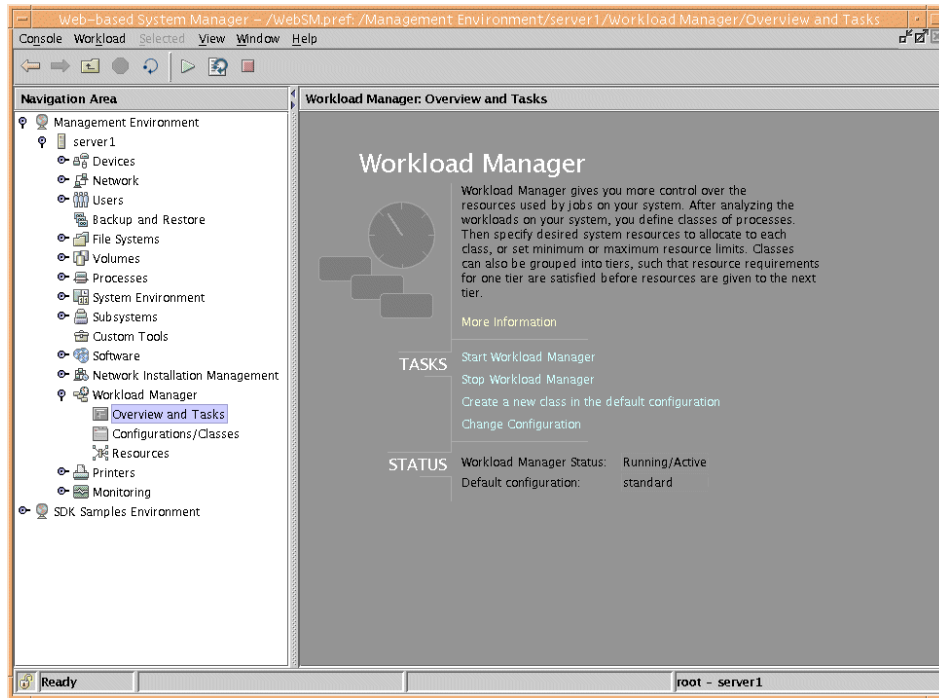 Web-based System Manager - /WebSM.pref: /Management Environment/server1/Workload Manager/Overview and Tasks
Console Workload Selected View Window Help
Navigation Area
Management Environment
server1
Devices
Network
Users
Backup and Restore
File Systems
Volumes
Processes
System Environment
Subsystems
Custom Tools
Software
Network Installation Management
Workload Manager
Overview and Tasks
Configurations/Classes
Resources
Printers
Monitoring
SDK Samples Environment
Workload Manager: Overview and Tasks
Workload Manager
Workload Manager gives you more control over the
resources used by jobs on your system. After analyzing the
workloads on your system, you define classes of processes.
Then specify desired system resources to allocate to each
class, or set minimum or maximum resource limits. Classes
can also be grouped into tiers, such that resource requirements
for one tier are satisfied before resources are given to the next
tier.
More Information
TASKS
Start Workload Manager
Stop Workload Manager
Create a new class in the default configuration
Change Configuration
STATUS
Workload Manager Status: Running/Active
Default configuration: standard
Ready
root - server1